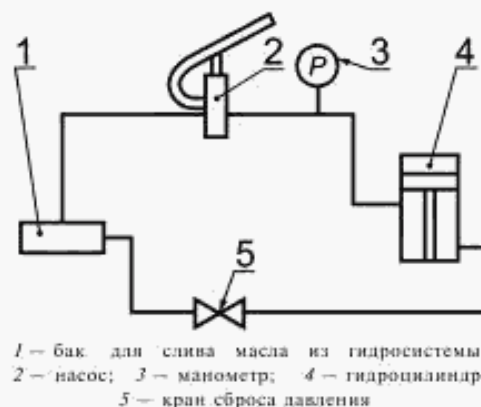 1
2
3
4
P
5
1 — бак для слива масла из гидросистемы
2 — насос; 3 — манометр; 4 — гидроцилиндр
5 — кран сброса давления